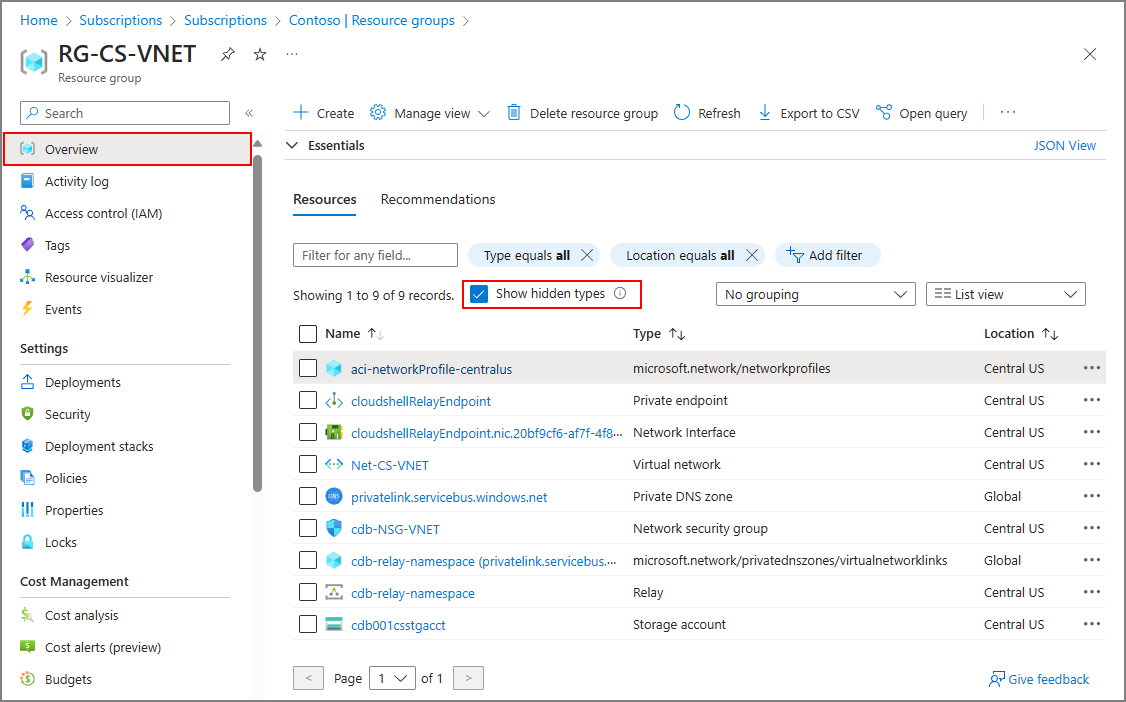 Home > Subscriptions > Subscriptions > Contoso | Resource groups >
RG-CS-VNET ...
Resource group
Search «
Overview
Activity log
Access control (IAM)
Tags
Resource visualizer
Events
Settings
Deployments
Security
Deployment stacks
Policies
Properties
Locks
Cost Management
Cost analysis
Cost alerts (preview)
Budgets
Create Manage view Delete resource group Refresh Export to CSV Open query ...
Essentials JSON View
Resources Recommendations
Filter for any field... Type equals all Location equals all Add filter
Showing 1 to 9 of 9 records. Show hidden types No grouping List view
Name Type Location
aci-networkProfile-centralus microsoft.network/networkprofiles Central US ...
cloudshellRelayEndpoint Private endpoint Central US ...
cloudshellRelayEndpoint.nic.20bf9cf6-af7f-4f8... Network Interface Central US ...
Net-CS-VNET Virtual network Central US ...
DNS privatelink.servicebus.windows.net Private DNS zone Global ...
cdb-NSG-VNET Network security group Central US ...
cdb-relay-namespace (privatelink.servicebus.... microsoft.network/privatednszones/virtualnetworklinks Global ...
cdb-relay-namespace Relay Central US ...
cdb001csstgacct Storage account Central US ...
< Page 1 of 1 >
Give feedback